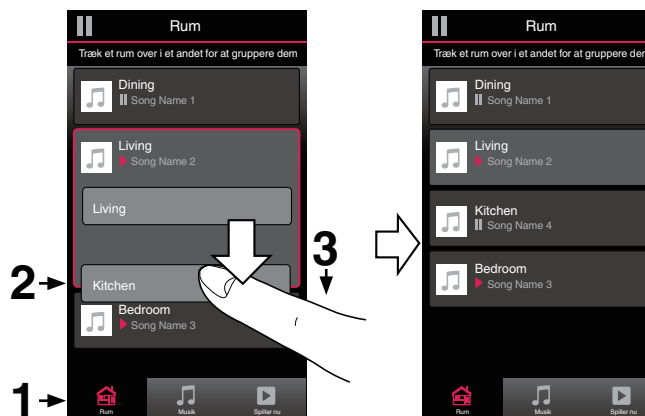 Rum
Træk et rum over i et andet for at gruppere dem
Dining
Song Name 1
Living
Song Name 2
Living
Kitchen
Bedroom
Song Name 3
Rum
Musik
Spiller nu
1
2
3
Rum
Træk et rum over i et andet for at gruppere dem
Dining
Song Name 1
Living
Song Name 2
Kitchen
Song Name 4
Bedroom
Song Name 3
Rum
Musik
Spiller nu